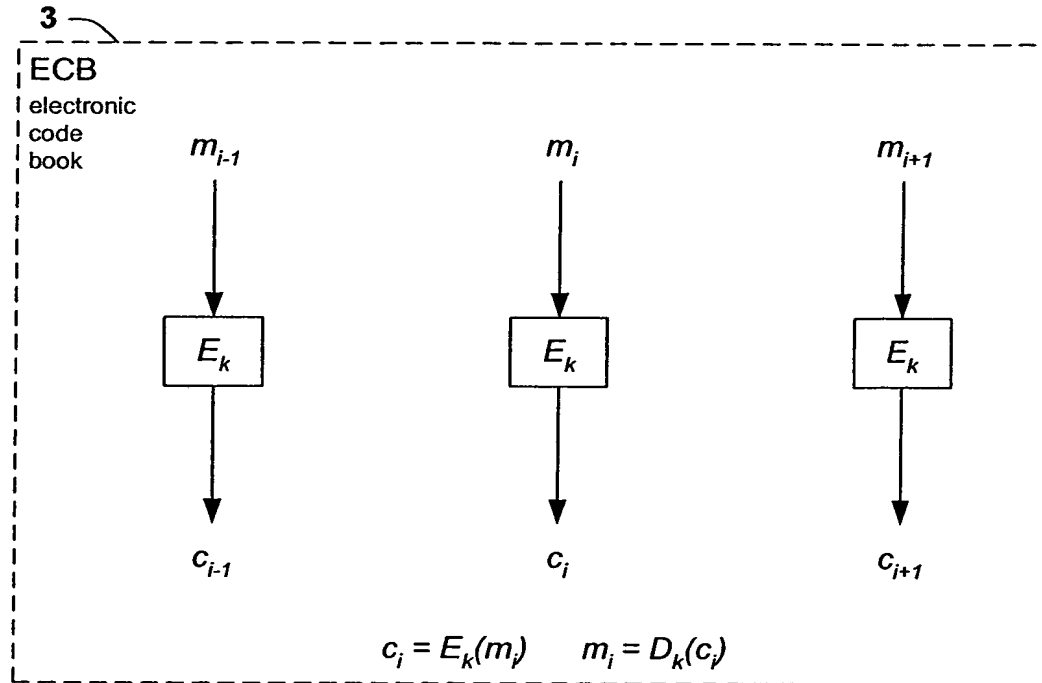 3
ECB
electronic
code
book
m_{i-1} m_i m_{i+1}
E_k E_k E_k
c_{i-1} c_i c_{i+1}
c_i = E_k(m_i) m_i = D_k(c_i)